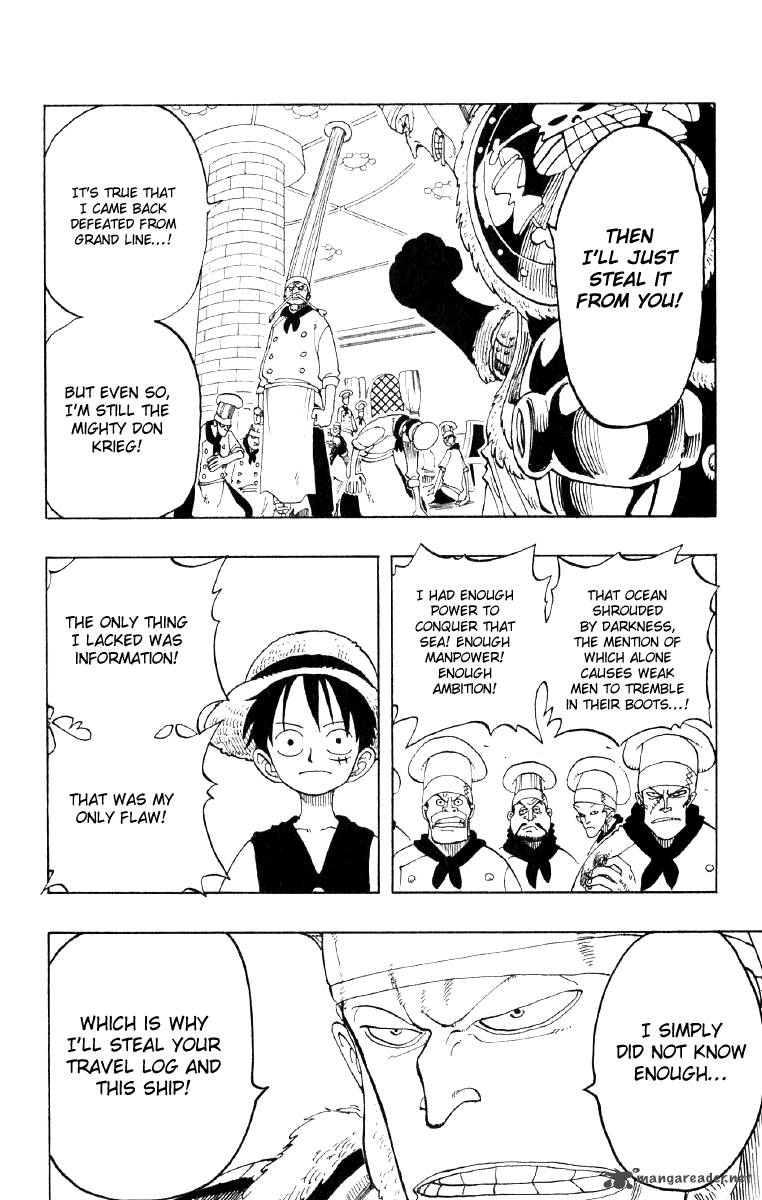 THEN
I'LL JUST
STEAL IT
FROM YOU!
IT'S TRUE THAT
I CAME BACK
DEFEATED FROM
GRAND LINE...!
BUT EVEN SO,
I'M STILL THE
MIGHTY DON
KRIEG!
THAT OCEAN
SHROUDED
BY DARKNESS,
THE MENTION OF
WHICH ALONE
CAUSES WEAK
MEN TO TREMBLE
IN THEIR BOOTS...!
I HAD ENOUGH
POWER TO
CONQUER THAT
SEA! ENOUGH
MANPOWER!
ENOUGH
AMBITION!
THE ONLY THING
I LACKED WAS
INFORMATION!
THAT WAS MY
ONLY FLAW!
I SIMPLY
DID NOT KNOW
ENOUGH...
WHICH IS WHY
I'LL STEAL YOUR
TRAVEL LOG AND
THIS SHIP!
mangareader.net